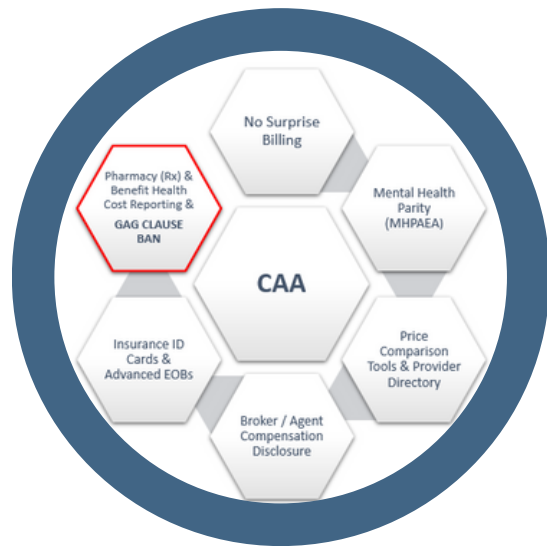 No Surprise
Billing
Mental Health
Parity
(MHPAEA)
Price
Comparison
Tools & Provider
Directory
Broker / Agent
Compensation
Disclosure
Insurance ID
Cards &
Advanced EOBs
Pharmacy (Rx) &
Benefit Health
Cost Reporting &
GAG CLAUSE
BAN
CAA